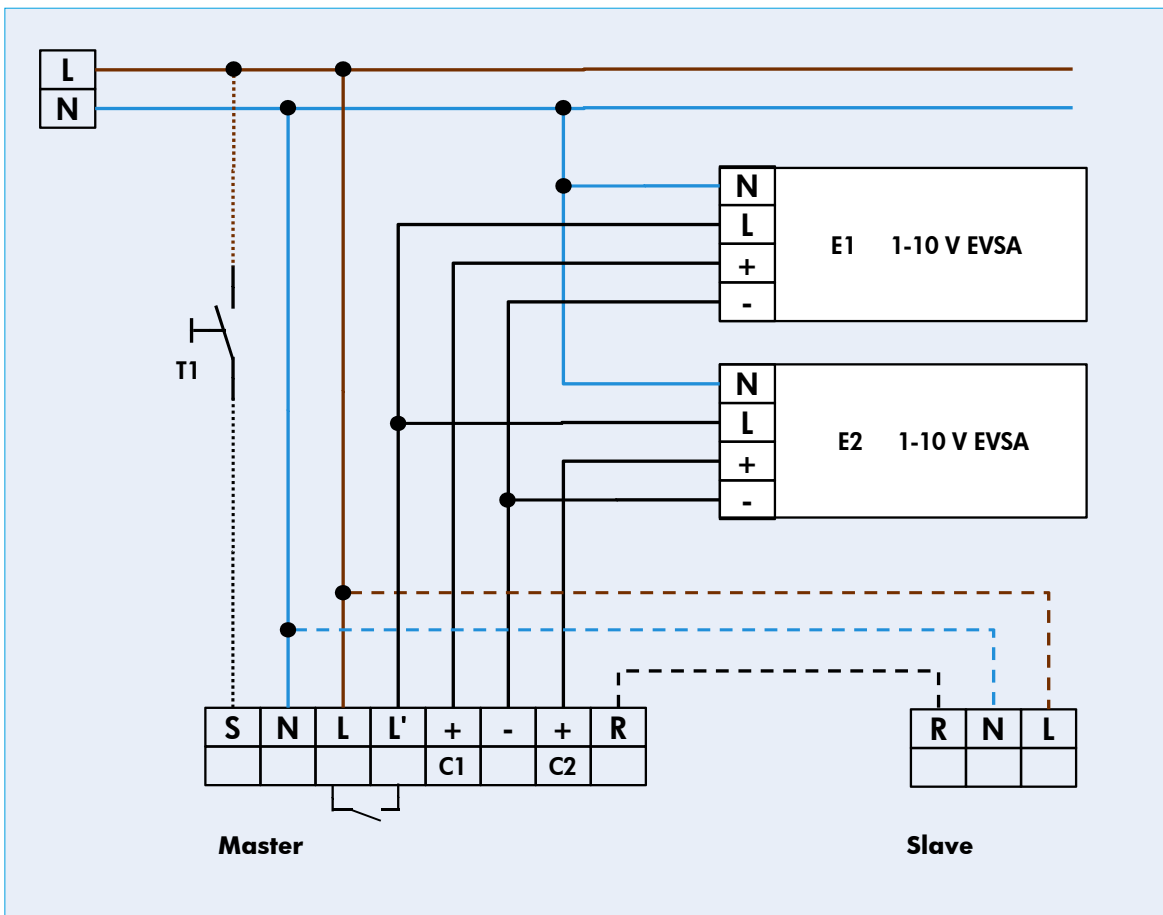 L
N
N
L
E1 1-10 V EVSA
+
-
T1
N
L
E2 1-10 V EVSA
+
-
S N L L' + - + R
C1 C2
R N L
Master
Slave